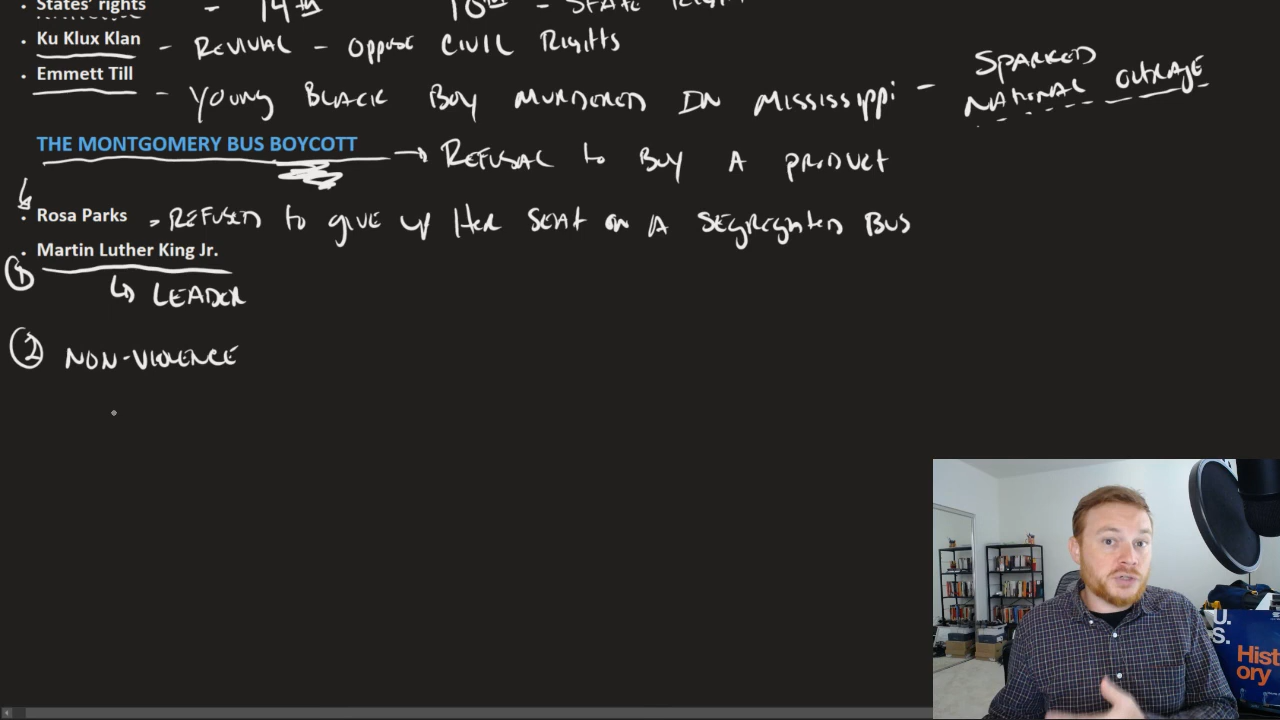 States' rights - 14th 10th - STATE RIGHT
Ku Klux Klan - REVIVAL - OPPOSE CIVIL RIGHTS
Emmett Till - YOUNG BLACK BOY MURDERED IN MISSISSIPPI - SPARKED
NATIONAL OUTRAGE
THE MONTGOMERY BUS BOYCOTT → REFUSAL to BUY A PRODUCT
Rosa Parks - REFUSED to GIVE UP HER SEAT ON A SEGREGATED BUS
Martin Luther King Jr.
1 ↳ LEADER
2 NON-VIOLENCE
U.
S.
Hist
ory